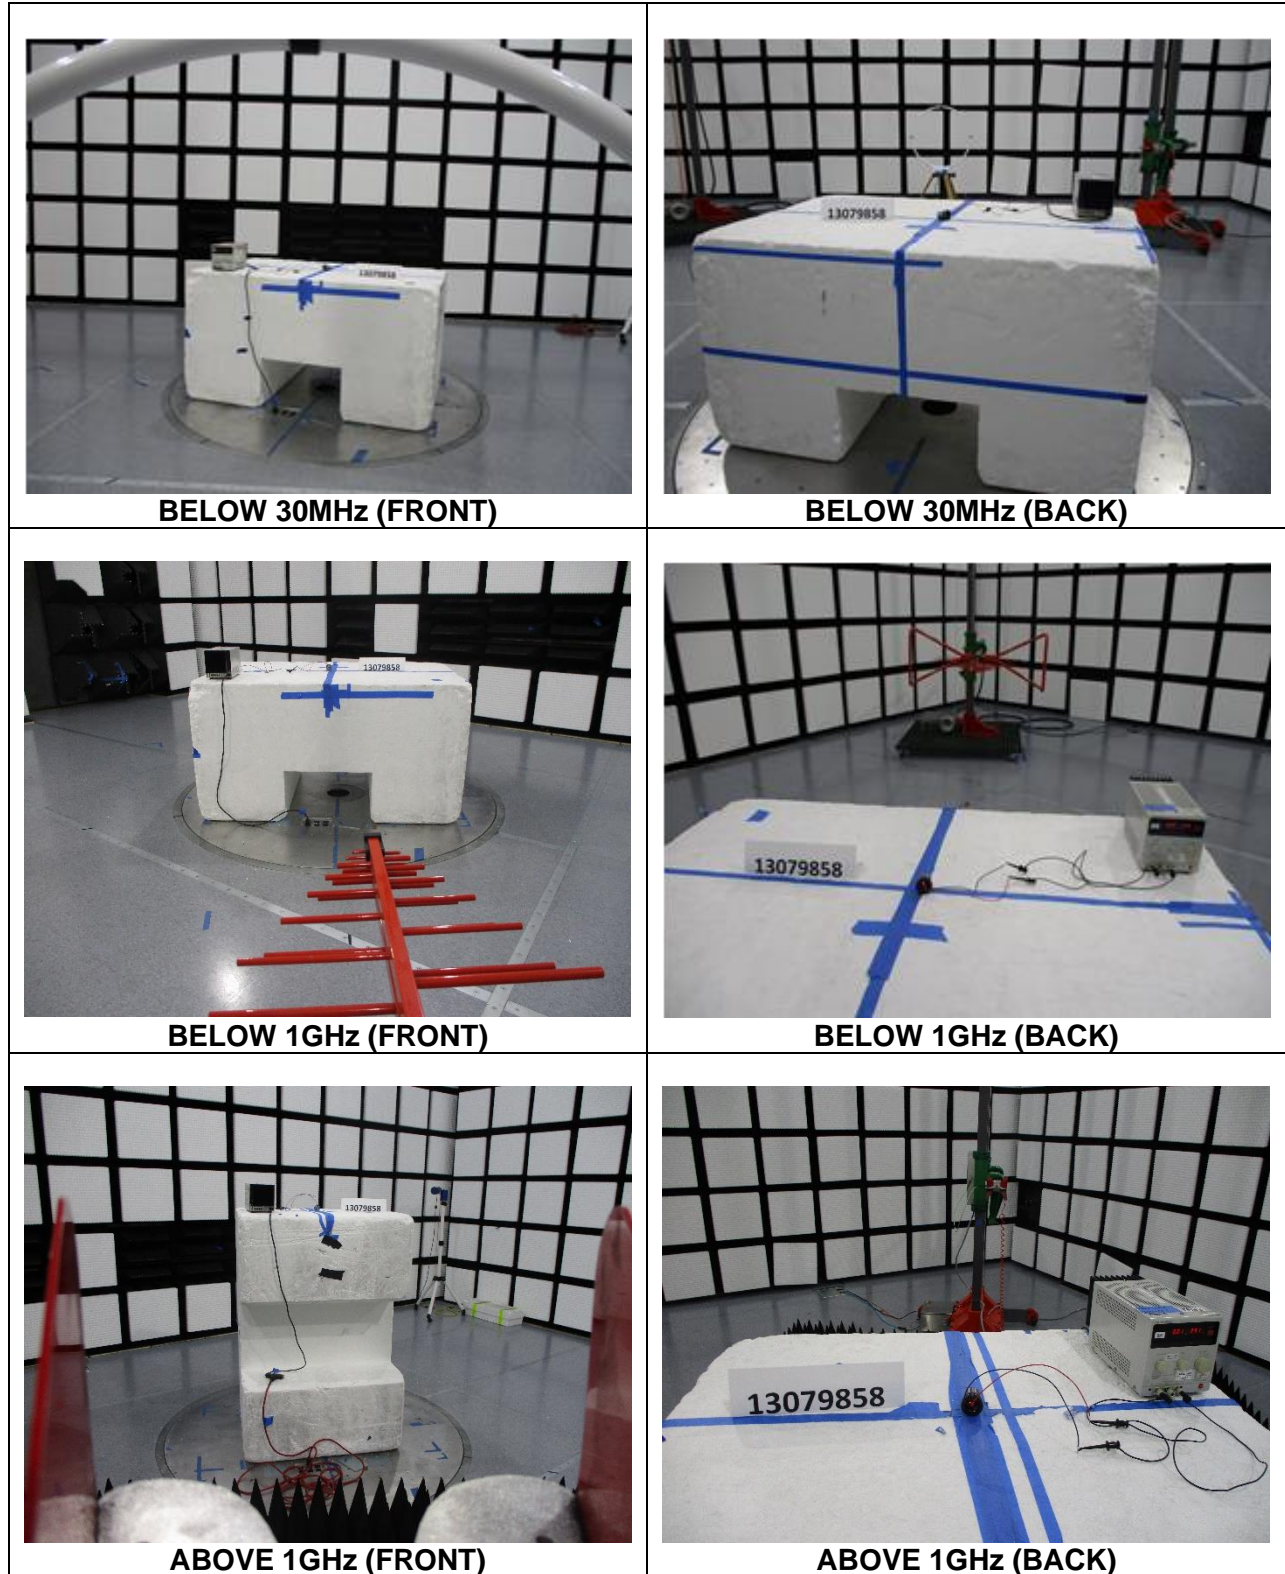 13079858
13079858
BELOW 30MHz (FRONT)
BELOW 30MHz (BACK)
13079858
13079858
BELOW 1GHz (FRONT)
BELOW 1GHz (BACK)
13079858
13079858
ABOVE 1GHz (FRONT)
ABOVE 1GHz (BACK)